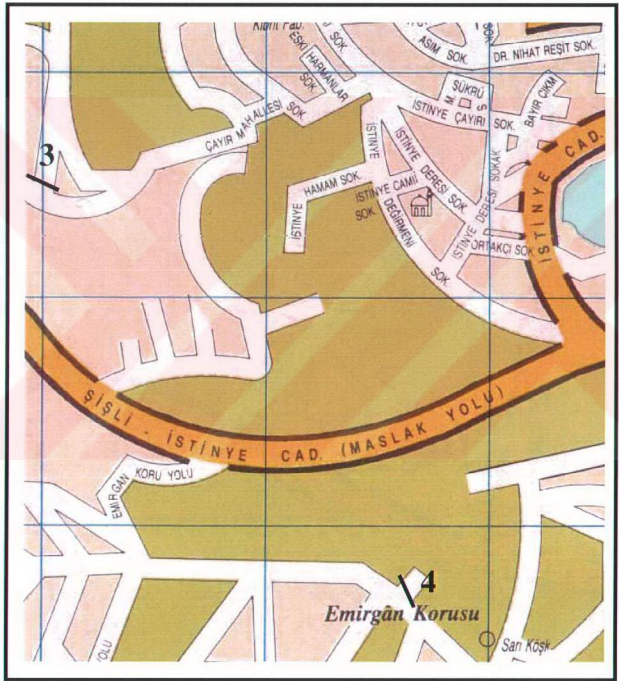 ESKİ HARMANLAR SOK.
SOK.
ASIM SOK.
DR. NİHAT REŞİT SOK.
ŞÜKRÜ
M S
İSTİNYE ÇAYIRI SOK.
BAYIR ÇIKM
ÇAYIR MAHALLESİ SOK.
3
İSTİNYE
İSTİNYE DERESİ SOK.
İSTİNYE DERESİ SOKAK
İSTİNYE CAD.
İSTİNYE
HAMAM SOK.
İSTİNYE CAMİİ
SOK.
DEĞİRMENİ
SOK.
ORTAKÇI SOK.
ŞİŞLİ - İSTİNYE CAD. (MASLAK YOLU)
EMİRGAN KORU YOLU
4
Emirgân Korusu
Sarı Köşk
YOLU